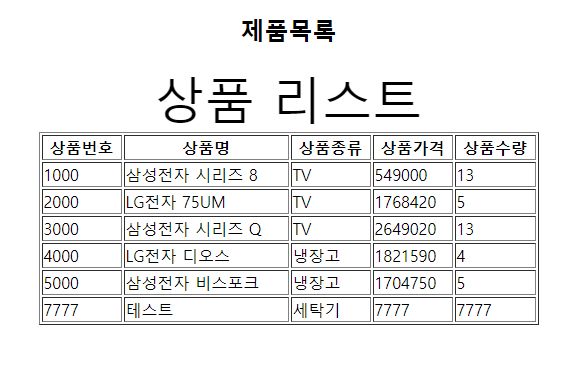 제품목록
상품 리스트
상품번호 상품명 상품종류 상품가격 상품수량
1000 삼성전자 시리즈 8 TV 549000 13
2000 LG전자 75UM TV 1768420 5
3000 삼성전자 시리즈 Q TV 2649020 13
4000 LG전자 디오스 냉장고 1821590 4
5000 삼성전자 비스포크 냉장고 1704750 5
7777 테스트 세탁기 7777 7777